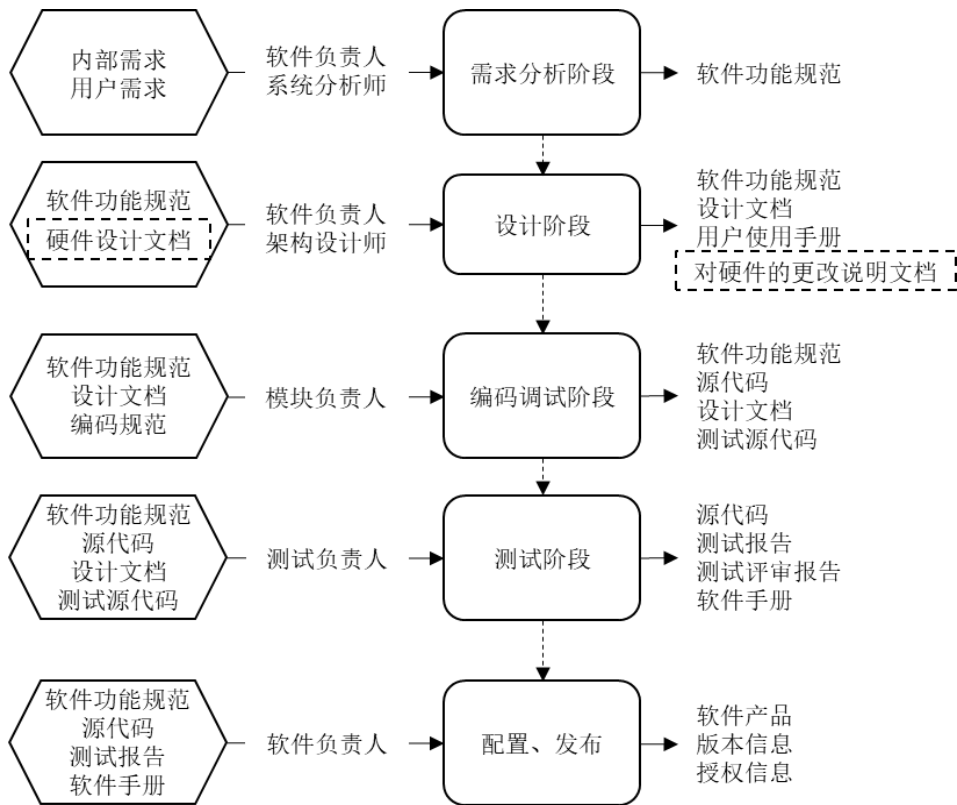 内部需求
用户需求
软件负责人
系统分析师
需求分析阶段
软件功能规范
软件功能规范
硬件设计文档
软件负责人
架构设计师
设计阶段
软件功能规范
设计文档
用户使用手册
对硬件的更改说明文档
软件功能规范
设计文档
编码规范
模块负责人
编码调试阶段
软件功能规范
源代码
设计文档
测试源代码
软件功能规范
源代码
设计文档
测试源代码
测试负责人
测试阶段
源代码
测试报告
测试评审报告
软件手册
软件功能规范
源代码
测试报告
软件手册
软件负责人
配置、发布
软件产品
版本信息
授权信息